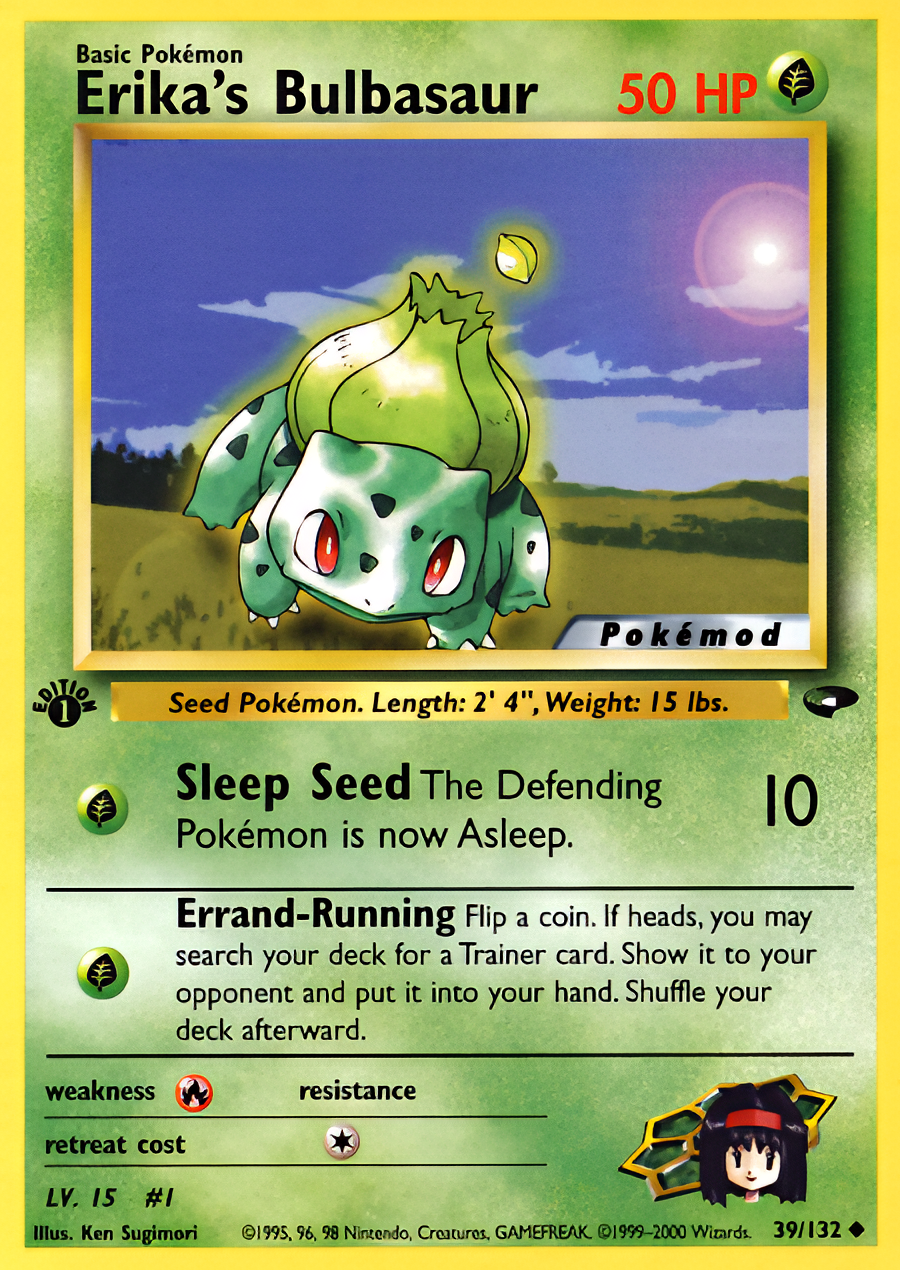 Basic Pokémon
Erika's Bulbasaur 50 HP
Pokémod
EDITION
1
Seed Pokémon. Length: 2' 4", Weight: 15 lbs.
Sleep Seed The Defending
Pokémon is now Asleep.
10
Errand-Running Flip a coin. If heads, you may
search your deck for a Trainer card. Show it to your
opponent and put it into your hand. Shuffle your
deck afterward.
weakness resistance
retreat cost
LV. 15 #1
Illus. Ken Sugimori ©1995, 96, 98 Nintendo, Creatures, GAMEFREAK. ©1999–2000 Wizards. 39/132